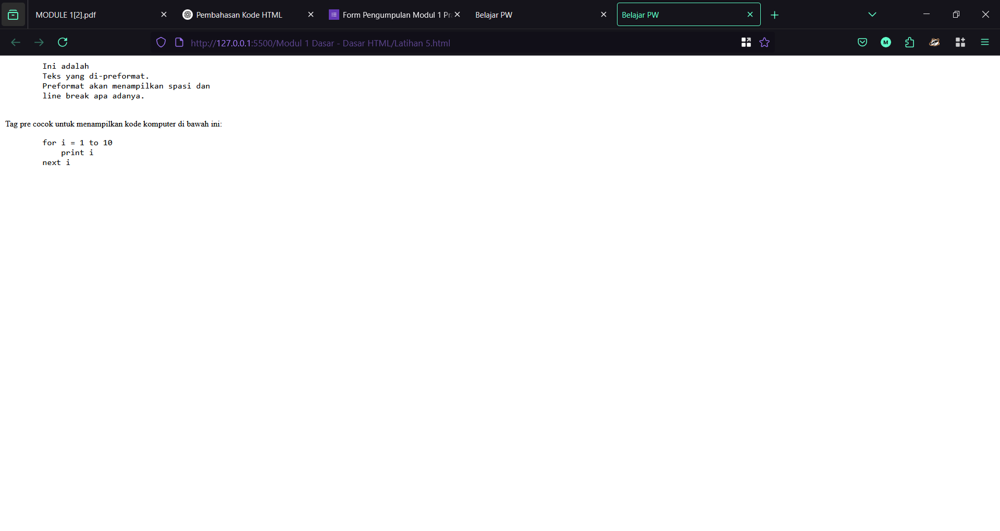 MODULE 1[2].pdf
Pembahasan Kode HTML
Form Pengumpulan Modul 1 Pr
Belajar PW
Belajar PW
http://127.0.0.1:5500/Modul 1 Dasar - Dasar HTML/Latihan 5.html
M
Ini adalah
Teks yang di-preformat.
Preformat akan menampilkan spasi dan
line break apa adanya.
Tag pre cocok untuk menampilkan kode komputer di bawah ini:
for i = 1 to 10
print i
next i